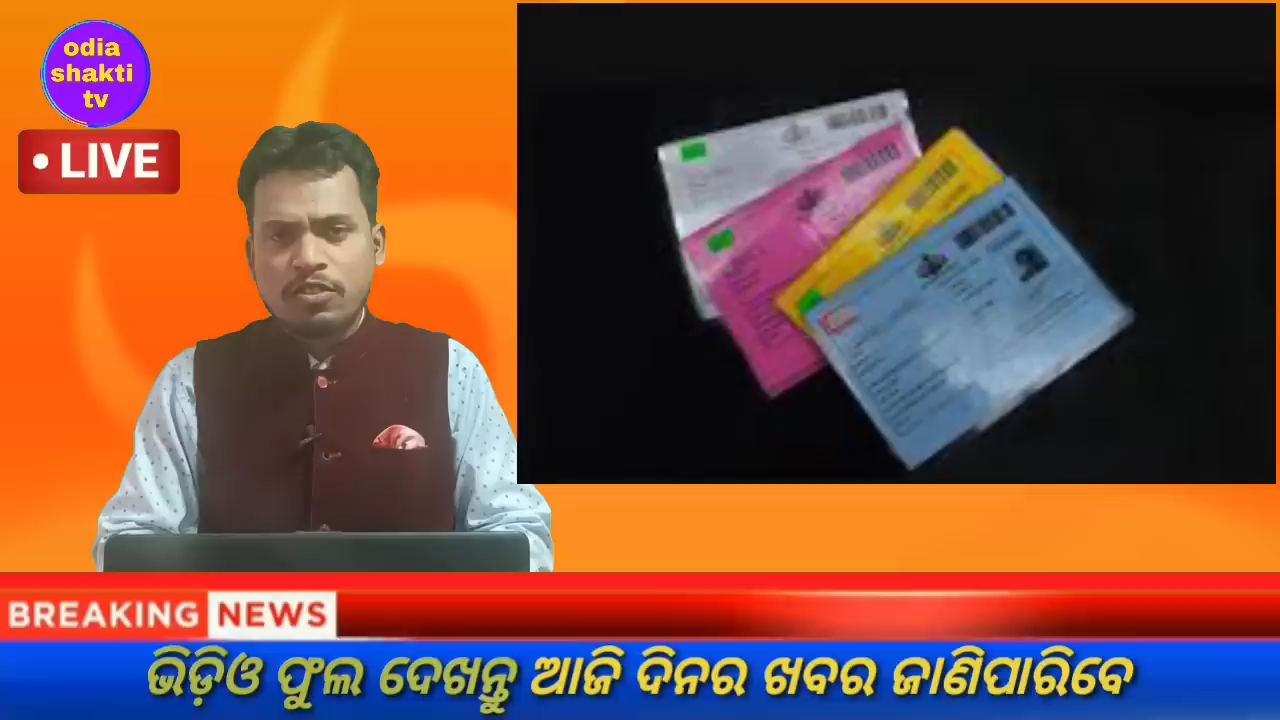 odia
shakti
tv
• LIVE
BREAKING NEWS
ଭିଡ଼ିଓ ଫୁଲ ଦେଖନ୍ତୁ ଆଜି ଦିନର ଖବର ଜାଣିପାରିବେ